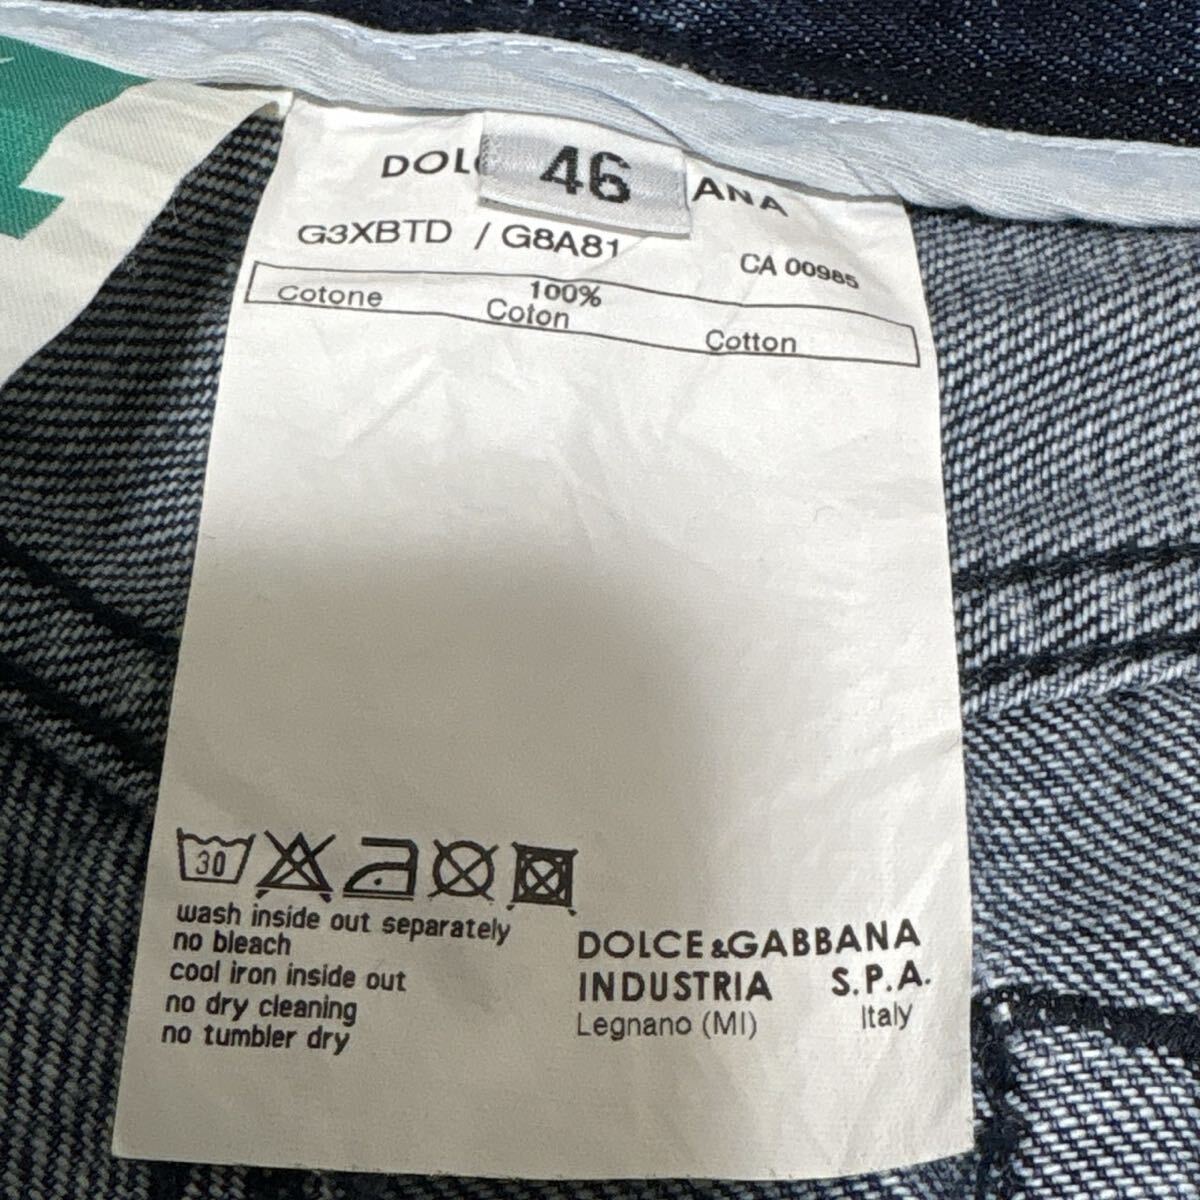 46
ANA
G3XBTD / G8A81
CA 00985
100%
Cotone Coton Cotton
30
wash inside out separately
no bleach
cool iron inside out
no dry cleaning
no tumbler dry
DOLCE&GABBANA
INDUSTRIA S.P.A.
Legnano (MI) Italy